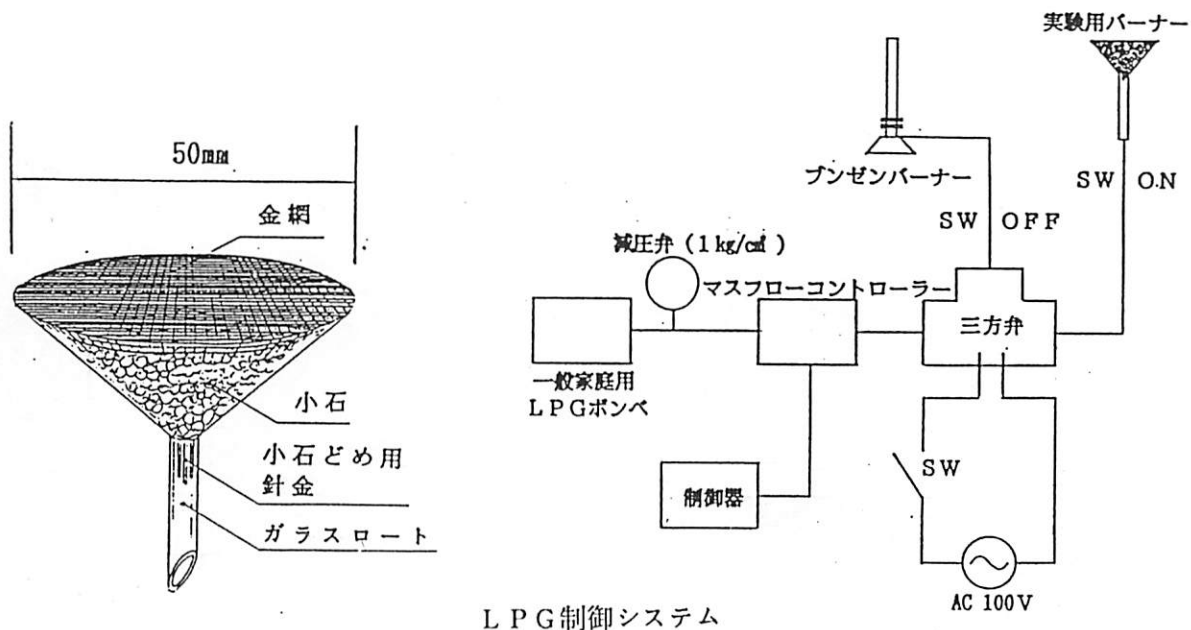 50mm
金網
小石
小石どめ用
針金
ガラスロート
実験用バーナー
ブンゼンバーナー
SW OFF
SW O.N
減圧弁(1kg/c㎡)
マスフローコントローラー
三方弁
一般家庭用
LPGボンベ
制御器
SW
AC 100V
LPG制御システム